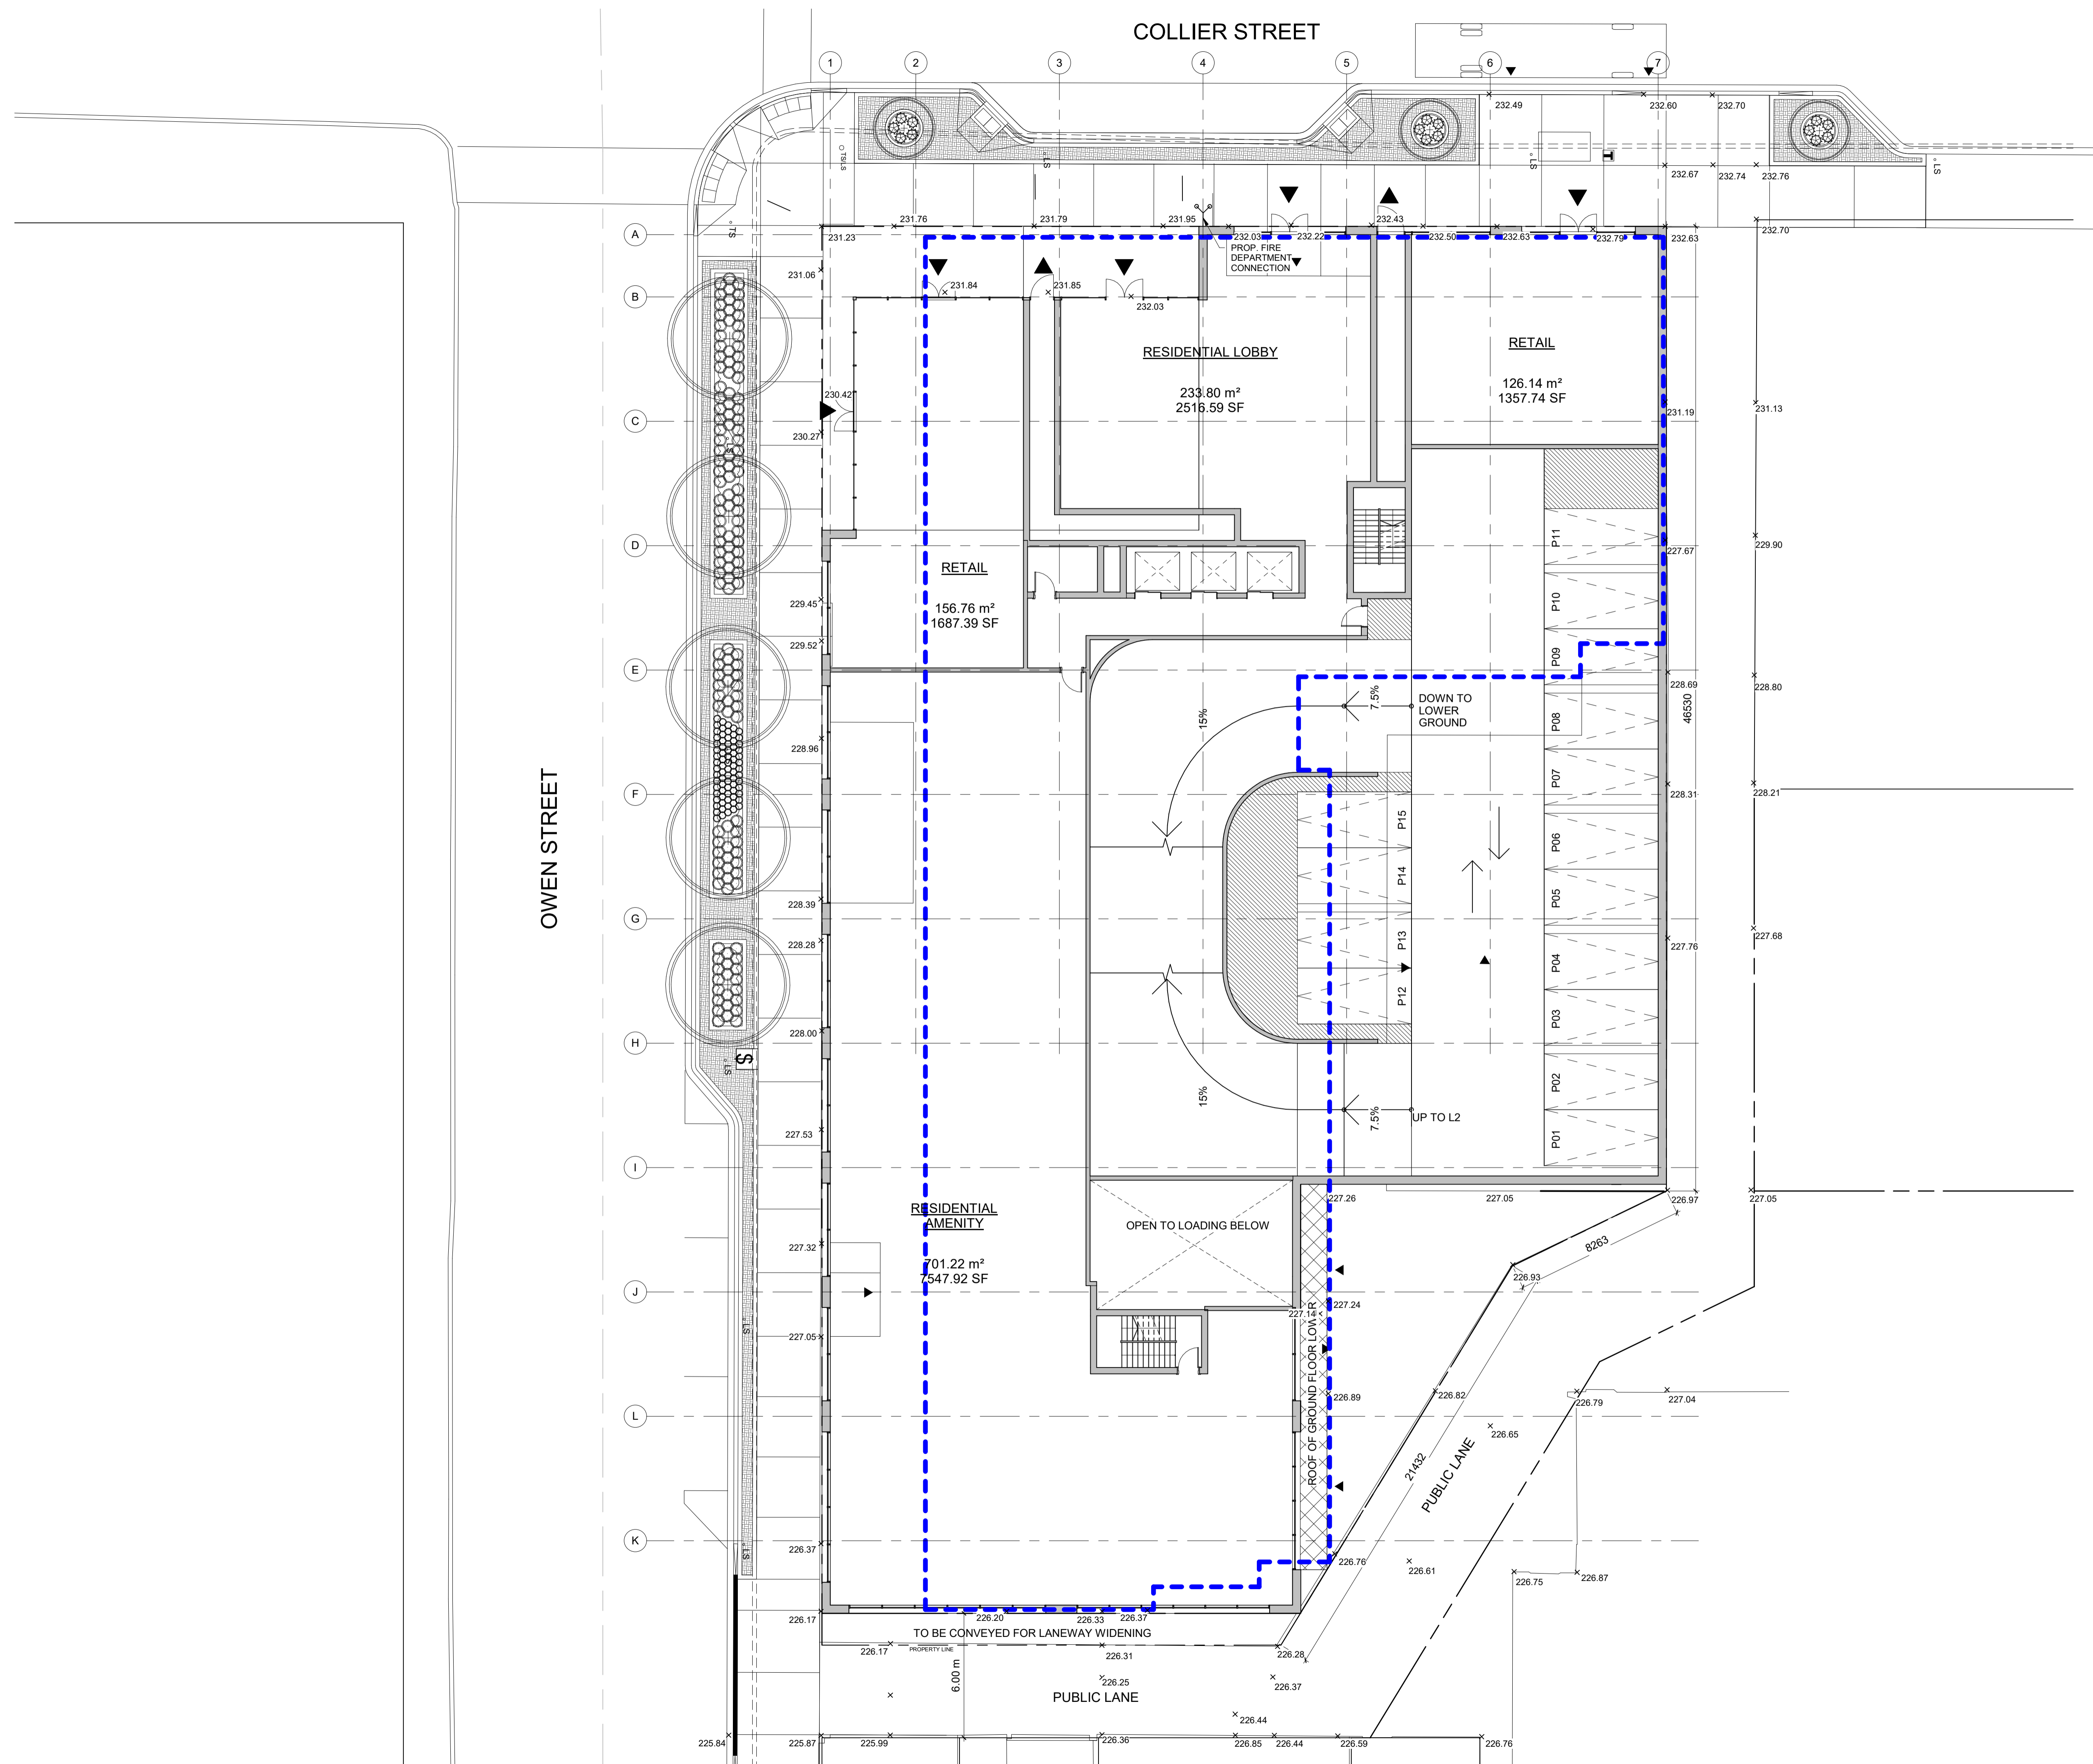 COLLIER STREET
1
2
3
4
5
6
7
232.49
232.60
232.70
TS/LS
LS
LS
T
LS
232.67
232.74
232.76
TS
A
231.23
231.76
231.79
231.95
232.03
232.22
232.43
232.50
232.63
232.79
232.63
232.70
PROP. FIRE
DEPARTMENT
CONNECTION
231.06
B
231.84
231.85
232.03
RESIDENTIAL LOBBY
233.80 m²
2516.59 SF
RETAIL
126.14 m²
1357.74 SF
230.42
C
230.27
LS
231.19
231.13
D
RETAIL
156.76 m²
1687.39 SF
229.45
229.52
P11
P10
P09
227.67
229.90
E
228.69
228.80
46530
15%
7.5%
DOWN TO
LOWER
GROUND
P08
228.96
OWEN STREET
F
P07
228.31
228.21
P15
P06
P14
P05
228.39
G
228.28
P13
P04
227.76
227.68
P12
P03
228.00
H
S
LS
P02
15%
7.5%
UP TO L2
227.53
P01
I
227.26
227.05
226.97
227.05
RESIDENTIAL
AMENITY
701.22 m²
7547.92 SF
OPEN TO LOADING BELOW
227.32
8263
226.93
J
227.24
227.14
227.05
LS
ROOF OF GROUND FLOOR LOWER
226.89
226.82
226.79
227.04
L
226.65
21432
PUBLIC LANE
K
LS
226.37
226.76
226.61
226.75
226.87
226.17
226.20
226.33
226.37
TO BE CONVEYED FOR LANEWAY WIDENING
226.17
PROPERTY LINE
226.31
226.28
6.00 m
226.25
226.37
PUBLIC LANE
226.44
225.84
225.87
225.99
226.36
226.85
226.44
226.59
226.76